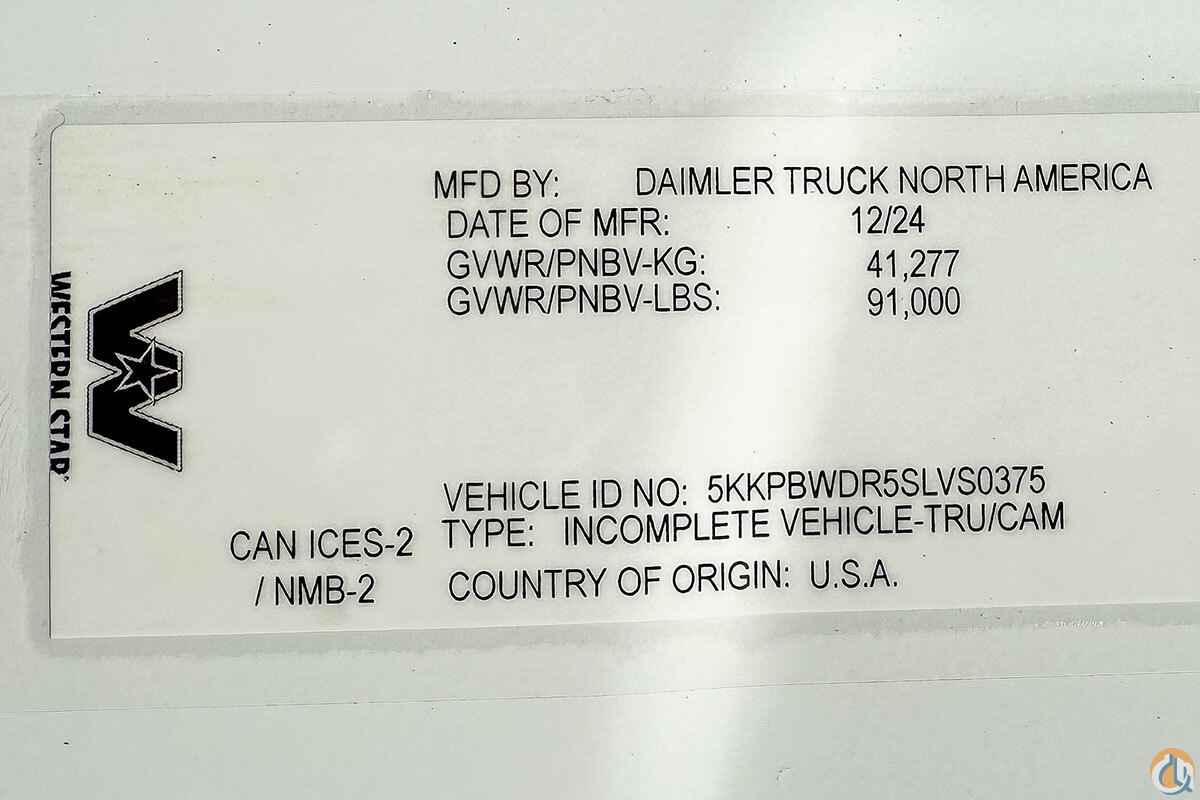 MFD BY: DAIMLER TRUCK NORTH AMERICA
DATE OF MFR: 12/24
GVWR/PNBV-KG: 41,277
GVWR/PNBV-LBS: 91,000
WESTERN STAR
VEHICLE ID NO: 5KKPBWDR5SLVS0375
CAN ICES-2 TYPE: INCOMPLETE VEHICLE-TRU/CAM
/ NMB-2 COUNTRY OF ORIGIN: U.S.A.